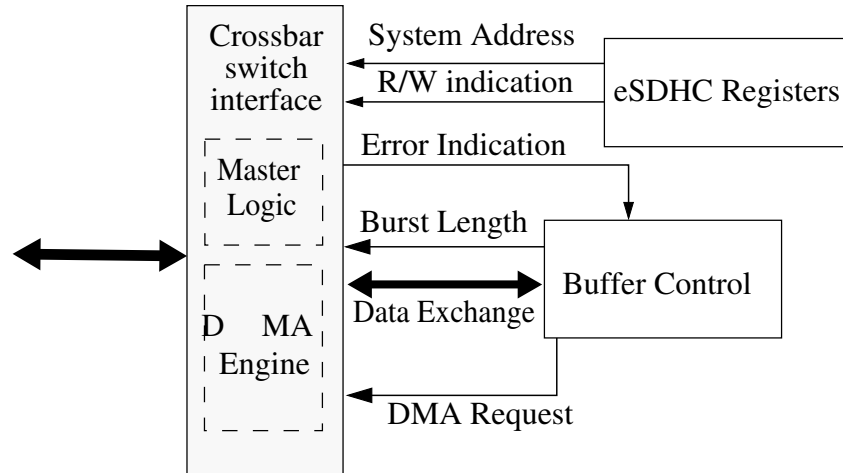 Crossbar
switch
interface
System Address
R/W indication
eSDHC Registers
Master
Logic
Error Indication
Burst Length
Buffer Control
Data Exchange
D MA
Engine
DMA Request